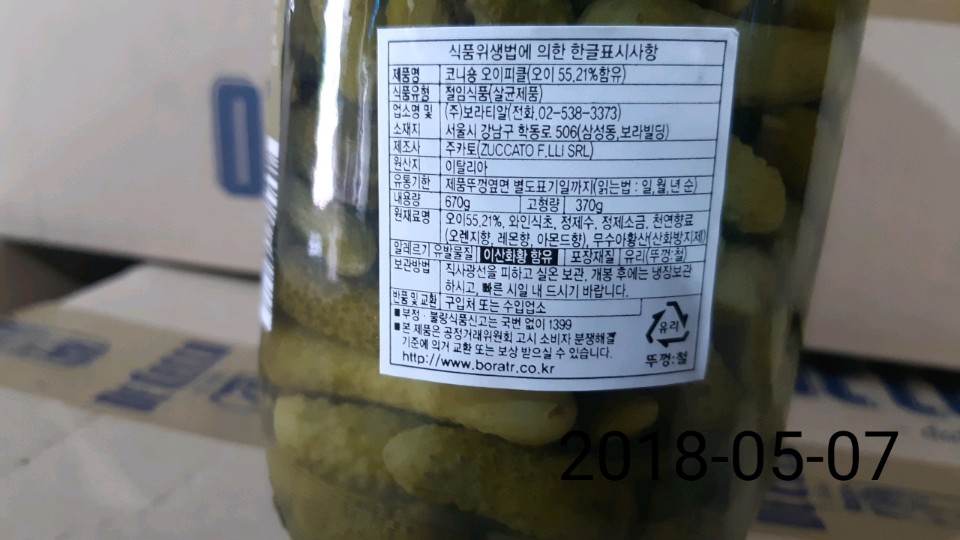 식품위생법에 의한 한글표시사항
제품명 코니숑 오이피클(오이 55,21%함유)
식품유형 절임식품(살균제품)
업소명 및 (주)보라티알(전화,02-538-3373)
소재지 서울시 강남구 학동로 506(삼성동,보라빌딩)
제조사 주카토(ZUCCATO F.LLI SRL)
원산지 이탈리아
유통기한 제품뚜껑옆면 별도표기일까지(읽는법 : 일,월,년 순)
내용량 670g 고형량 370g
원재료명 오이55,21%, 와인식초, 정제수, 정제소금, 천연향료
(오렌지향, 레몬향, 아몬드향), 무수아황산(산화방지제)
알레르기 유발물질 이산화황 함유 포장재질 유리(뚜껑:철)
보관방법 직사광선을 피하고 실온 보관, 개봉 후에는 냉장보관
하시고, 빠른 시일 내 드시기 바랍니다.
반품 및 교환 구입처 또는 수입업소
■ 부정 · 불량식품신고는 국번 없이 1399
■ 본 제품은 공정거래위원회 고시 소비자 분쟁해결
기준에 의거 교환 또는 보상 받으실 수 있습니다.
http://www.boratr.co.kr
유리
뚜껑:철
2018-05-07